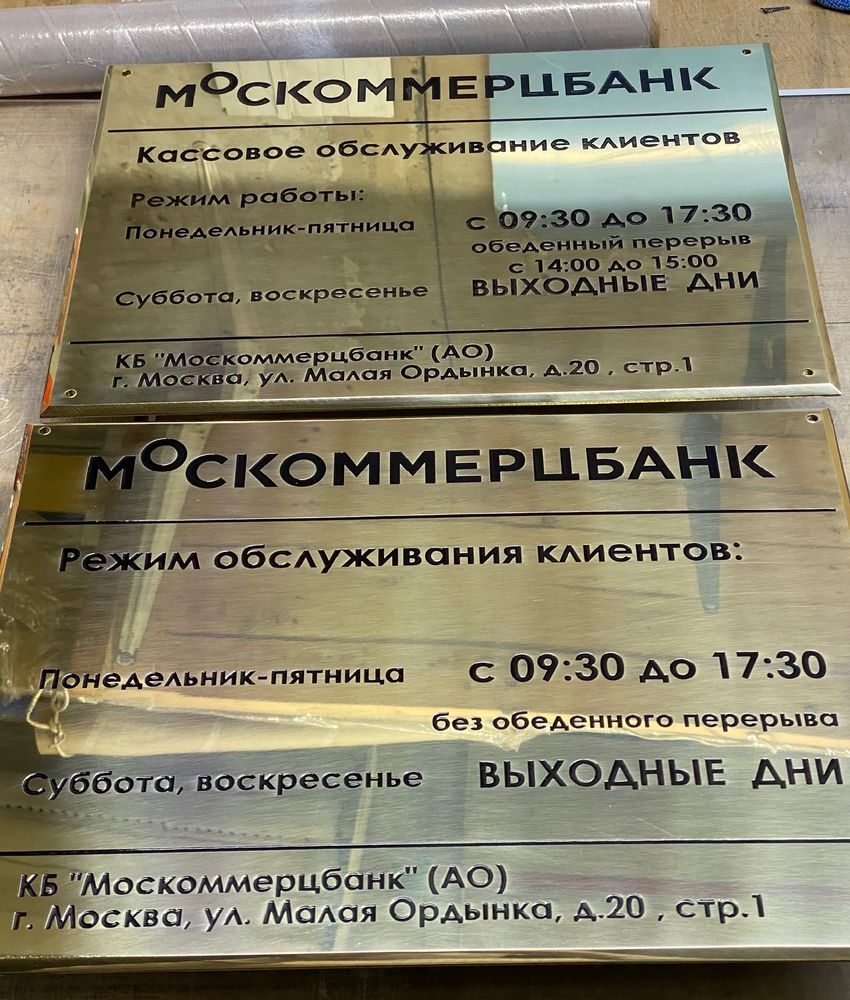 МОСКОММЕРЦБАНК
Кассовое обслуживание клиентов
Режим работы:
Понедельник-пятница с 09:30 до 17:30
обеденный перерыв
с 14:00 до 15:00
Суббота, воскресенье ВЫХОДНЫЕ ДНИ
КБ "Москоммерцбанк" (АО)
г. Москва, ул. Малая Ордынка, д.20 , стр.1
МОСКОММЕРЦБАНК
Режим обслуживания клиентов:
Понедельник-пятница с 09:30 до 17:30
без обеденного перерыва
Суббота, воскресенье ВЫХОДНЫЕ ДНИ
КБ "Москоммерцбанк" (АО)
г. Москва, ул. Малая Ордынка, д.20 , стр.1